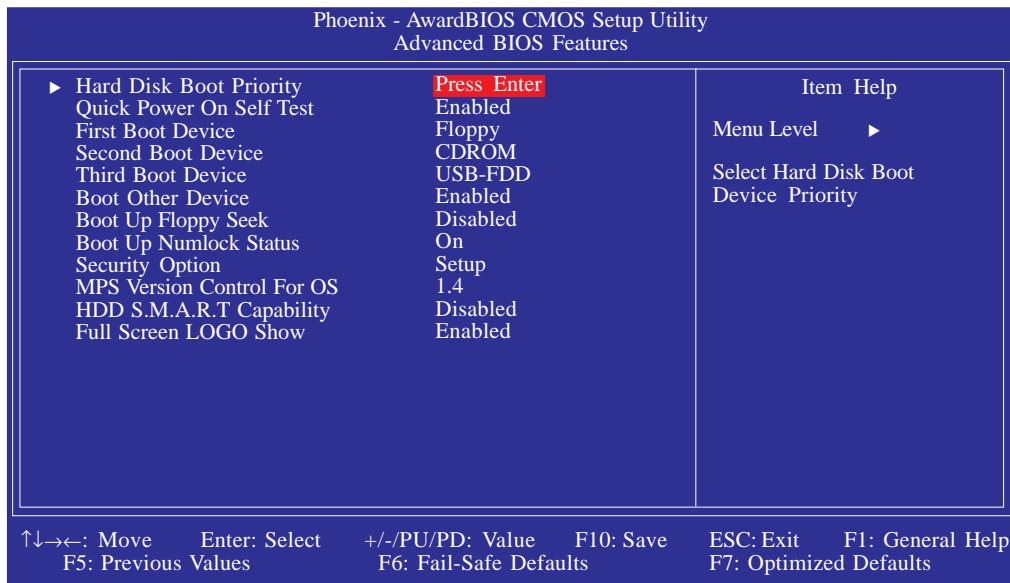 Phoenix - AwardBIOS CMOS Setup Utility
Advanced BIOS Features
▶ Hard Disk Boot Priority Press Enter
Quick Power On Self Test Enabled
First Boot Device Floppy
Second Boot Device CDROM
Third Boot Device USB-FDD
Boot Other Device Enabled
Boot Up Floppy Seek Disabled
Boot Up Numlock Status On
Security Option Setup
MPS Version Control For OS 1.4
HDD S.M.A.R.T Capability Disabled
Full Screen LOGO Show Enabled
Item Help
Menu Level ▶
Select Hard Disk Boot
Device Priority
↑↓→←: Move Enter: Select +/-/PU/PD: Value F10: Save ESC: Exit F1: General Help
F5: Previous Values F6: Fail-Safe Defaults F7: Optimized Defaults